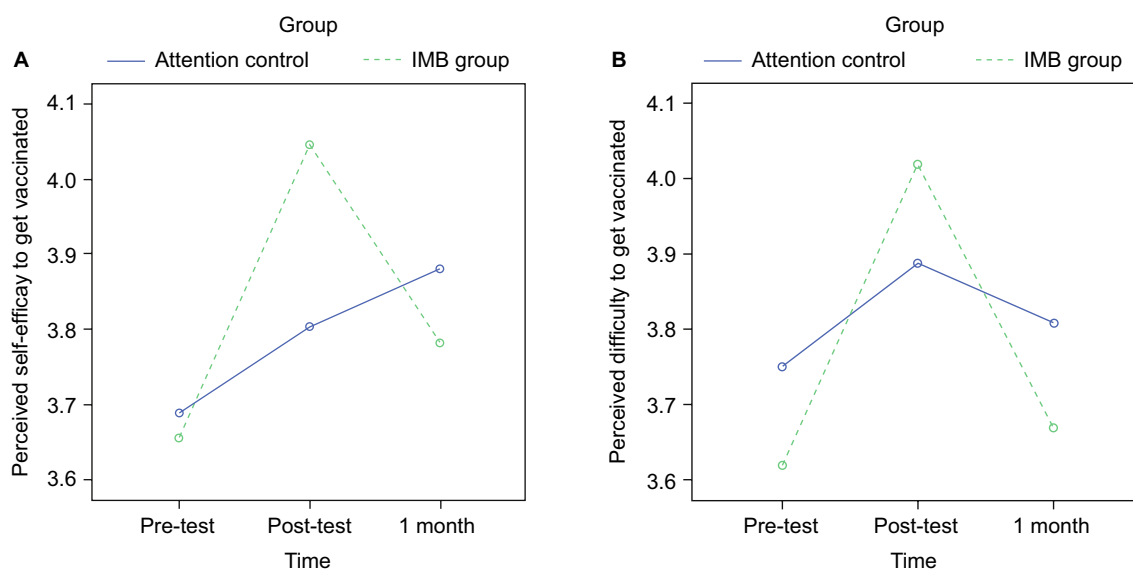 Group
A
Attention control
IMB group
Perceived self-efficay to get vaccinated
4.1
4.0
3.9
3.8
3.7
3.6
Pre-test
Post-test
1 month
Time
Group
B
Attention control
IMB group
Perceived difficulty to get vaccinated
4.1
4.0
3.9
3.8
3.7
3.6
Pre-test
Post-test
1 month
Time